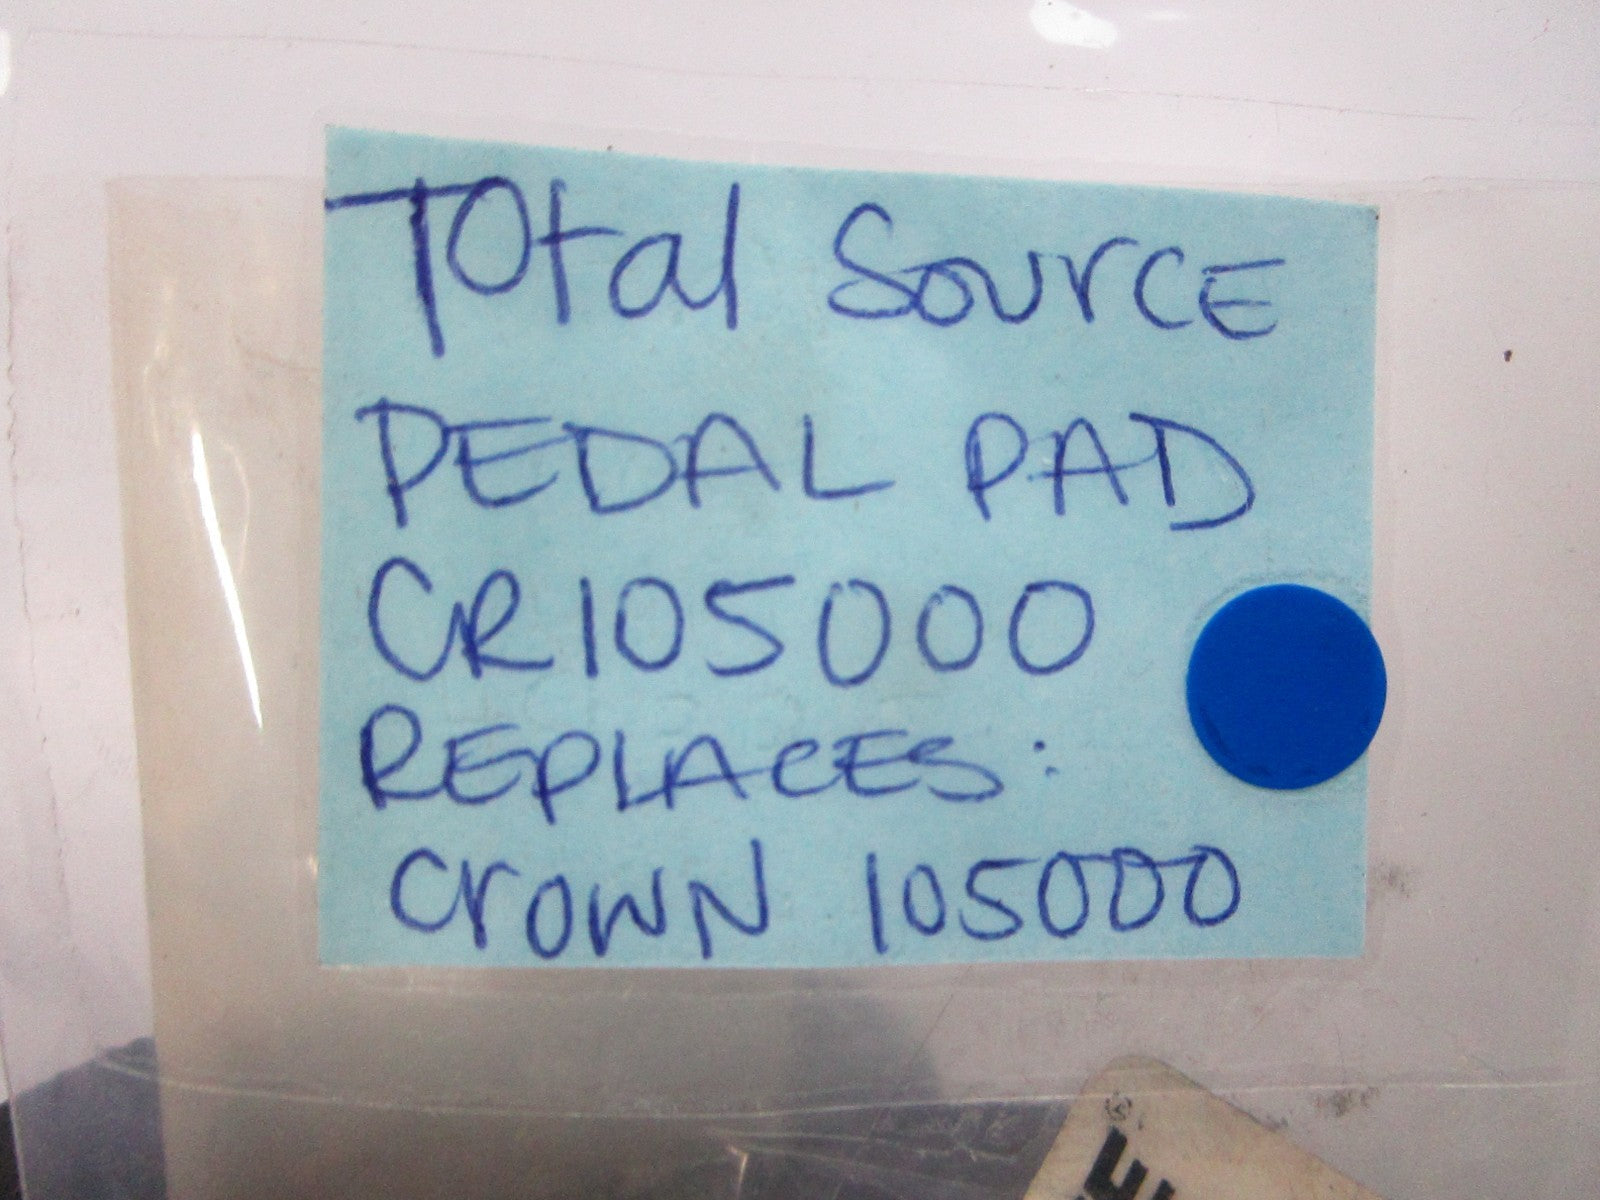 Total Source
PEDAL PAD
CR105000
REPLACES:
Crown 105000